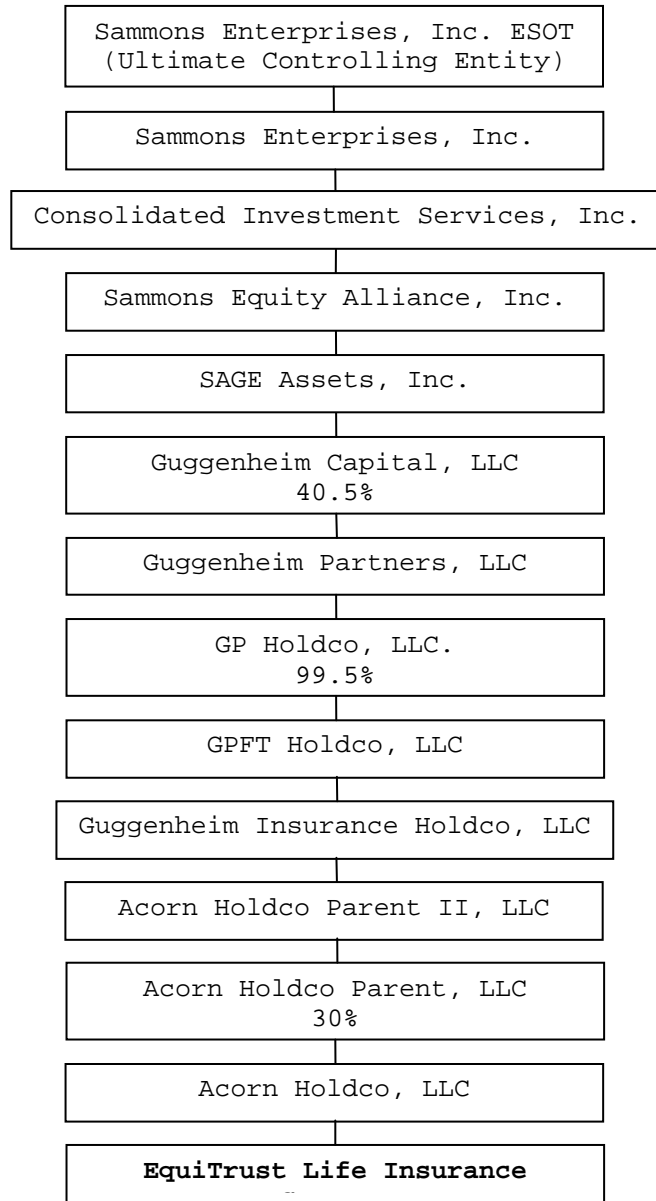 Sammons Enterprises, Inc. ESOT
(Ultimate Controlling Entity)
Sammons Enterprises, Inc.
Consolidated Investment Services, Inc.
Sammons Equity Alliance, Inc.
SAGE Assets, Inc.
Guggenheim Capital, LLC
40.5%
Guggenheim Partners, LLC
GP Holdco, LLC.
99.5%
GPFT Holdco, LLC
Guggenheim Insurance Holdco, LLC
Acorn Holdco Parent II, LLC
Acorn Holdco Parent, LLC
30%
Acorn Holdco, LLC
EquiTrust Life Insurance